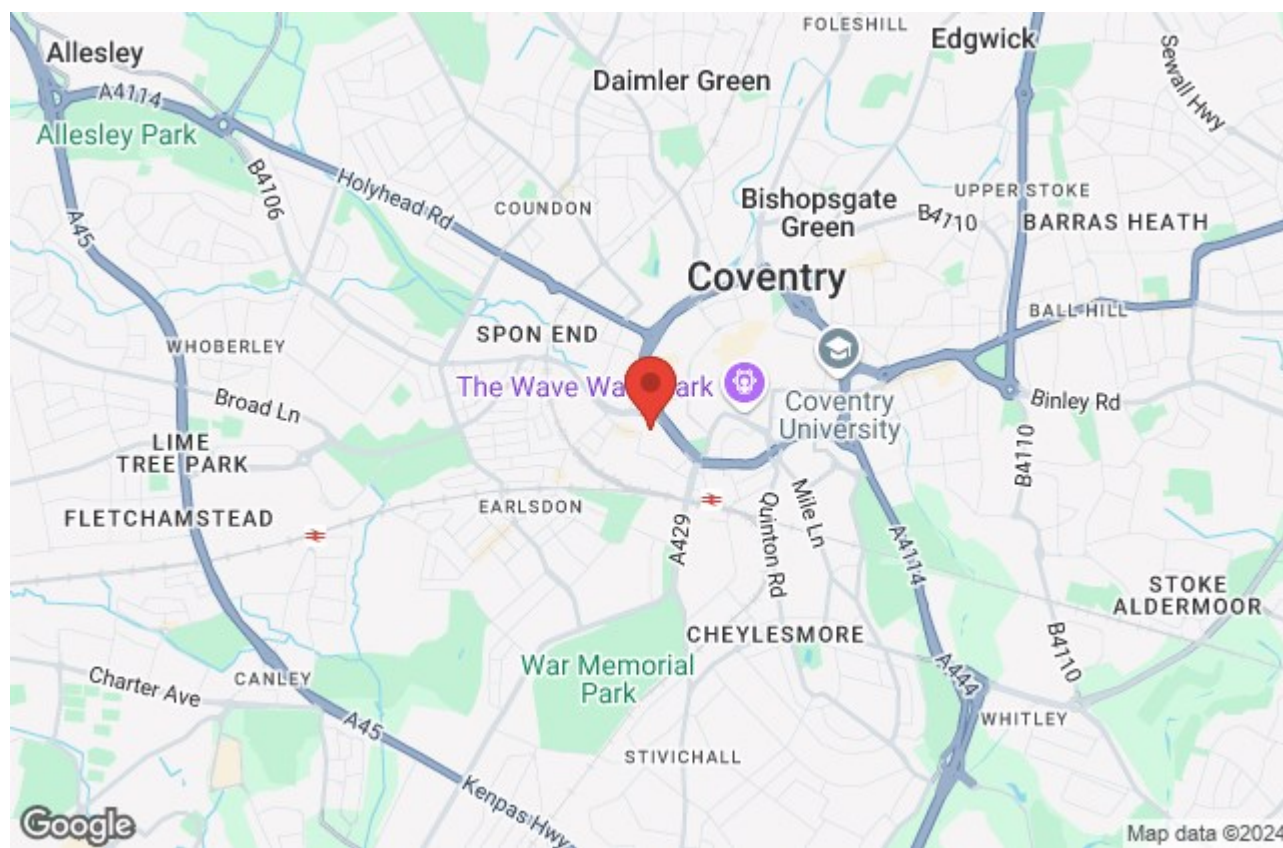 FOLESHILL
Allesley
Edgwick
Sewall Hwy
Daimler Green
A4114
Allesley Park
B4106
Holyhead Rd
COUNDON
Bishopsgate
Green
UPPER STOKE
B4110
BARRAS HEATH
A45
Coventry
BALL HILL
SPON END
WHOBERLEY
The Wave Wa
ark
Broad Ln
Coventry
University
Binley Rd
LIME
TREE PARK
B4110
EARLSDON
FLETCHAMSTEAD
Mile Ln
Quinton Rd
A429
A4114
STOKE
ALDERMOOR
CHEYLESMORE
B4110
War Memorial
Park
A444
Charter Ave
CANLEY
A45
WHITLEY
STIVICHALL
Kenpas Hwy
Google
Map data ©2024